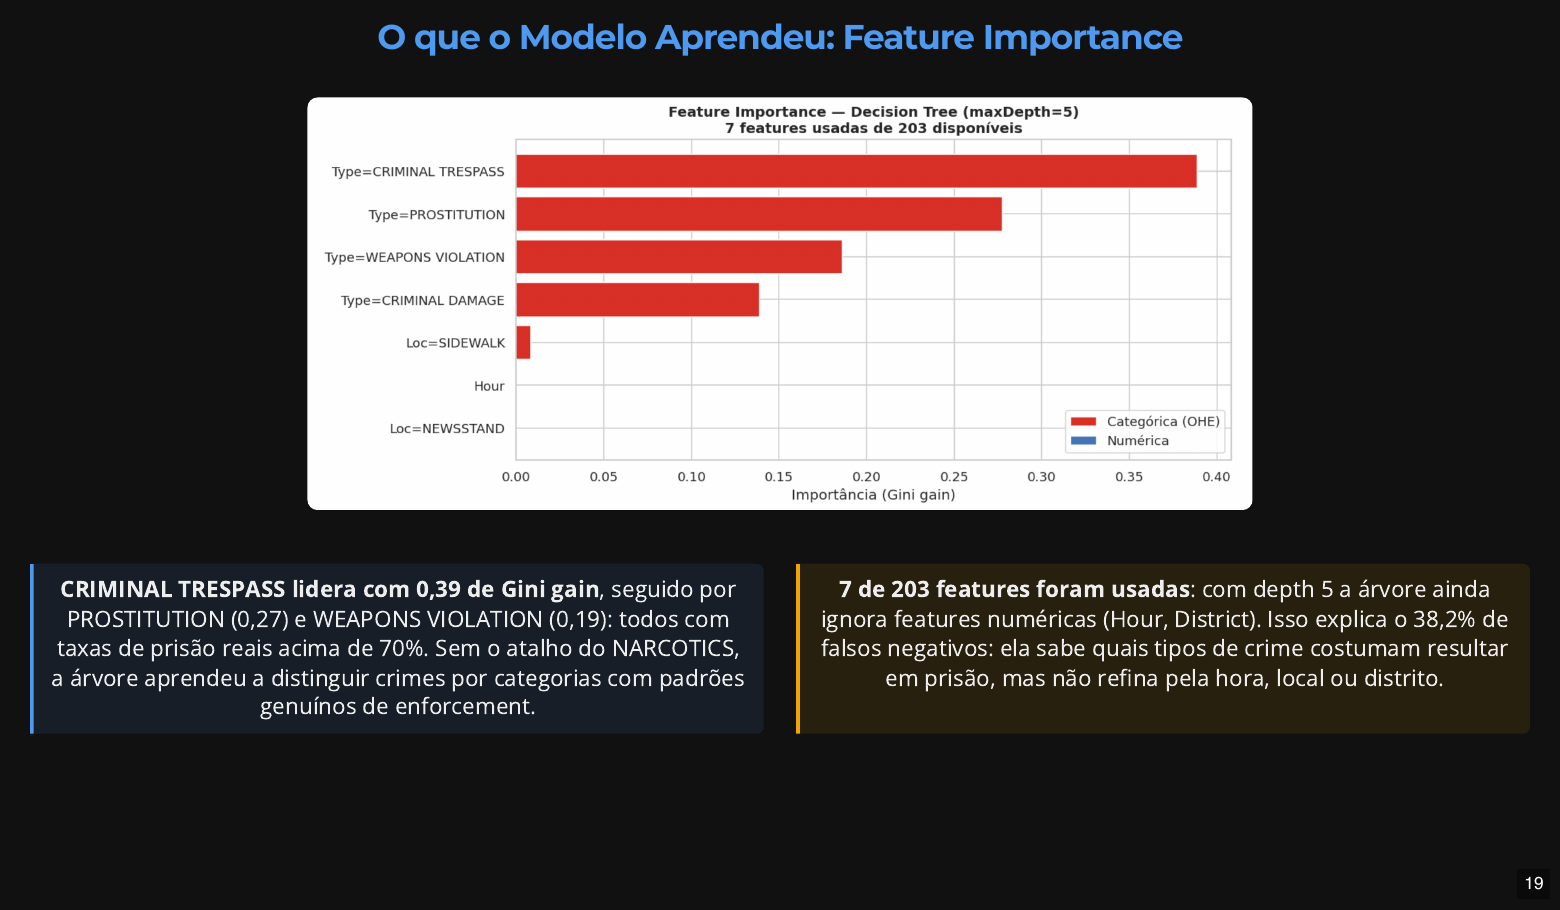 O que o Modelo Aprendeu: Feature Importance
Feature Importance — Decision Tree (maxDepth=5)
7 features usadas de 203 disponíveis
Type=CRIMINAL TRESPASS
Type=PROSTITUTION
Type=WEAPONS VIOLATION
Type=CRIMINAL DAMAGE
Loc=SIDEWALK
Hour
Loc=NEWSSTAND
Categórica (OHE)
Numérica
0.00 0.05 0.10 0.15 0.20 0.25 0.30 0.35 0.40
Importância (Gini gain)
CRIMINAL TRESPASS lidera com 0,39 de Gini gain, seguido por
PROSTITUTION (0,27) e WEAPONS VIOLATION (0,19): todos com
taxas de prisão reais acima de 70%. Sem o atalho do NARCOTICS,
a árvore aprendeu a distinguir crimes por categorias com padrões
genuínos de enforcement.
7 de 203 features foram usadas: com depth 5 a árvore ainda
ignora features numéricas (Hour, District). Isso explica o 38,2% de
falsos negativos: ela sabe quais tipos de crime costumam resultar
em prisão, mas não refina pela hora, local ou distrito.
19